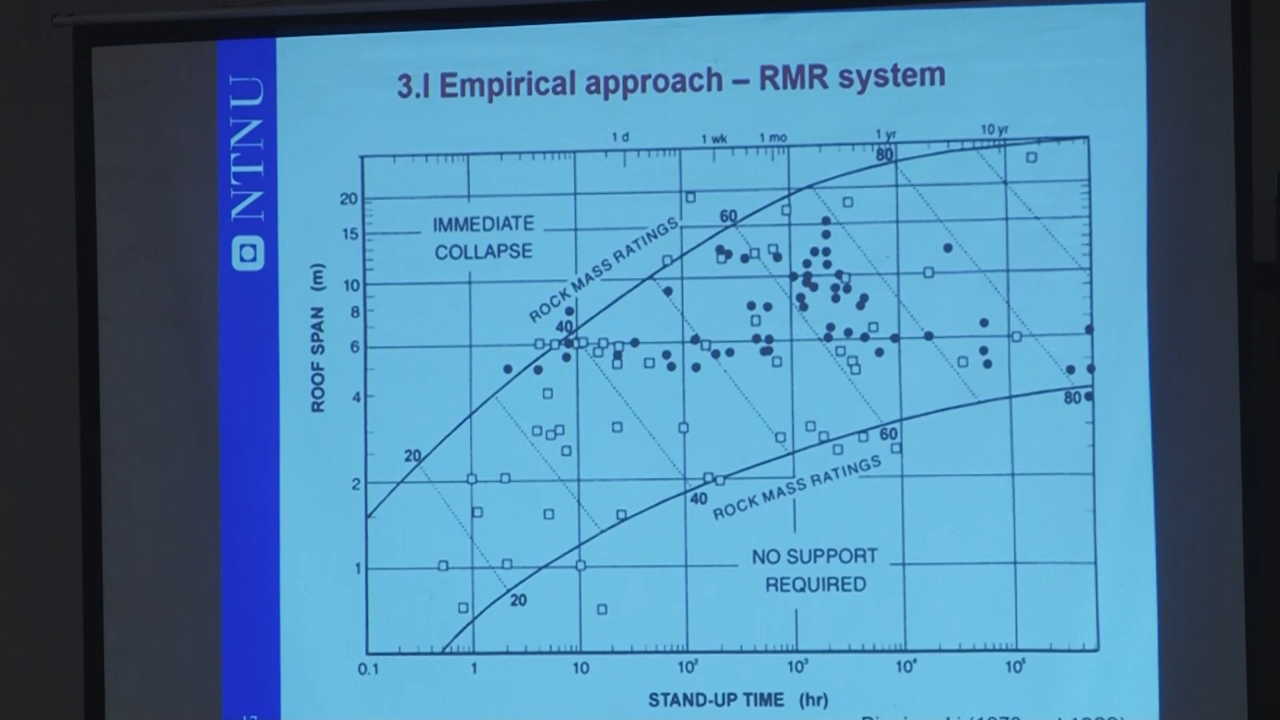 3.I Empirical approach – RMR system
NTNU
1 d
1 wk
1 mo
1 yr
10 yr
80
20
15
10
8
6
4
2
1
ROOF SPAN (m)
IMMEDIATE
COLLAPSE
ROCK MASS RATINGS
60
40
20
80
60
40
20
ROCK MASS RATINGS
NO SUPPORT
REQUIRED
0.1
1
10
10²
10³
10⁴
10⁵
STAND-UP TIME (hr)